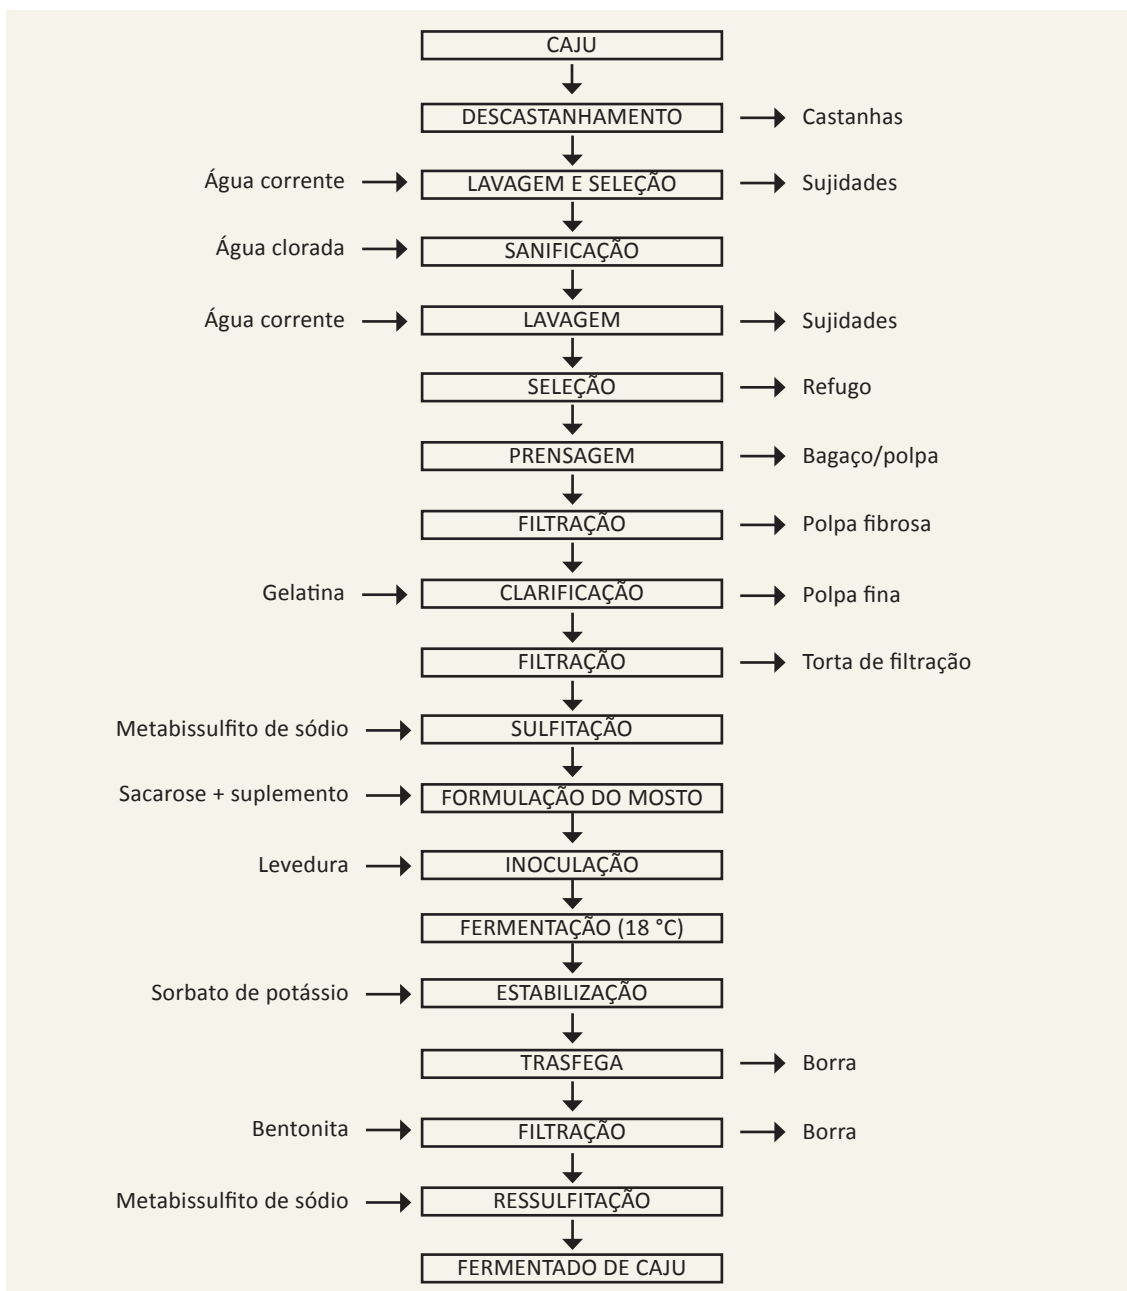 CAJU
DESCASTANHAMENTO
Castanhas
Água corrente
LAVAGEM E SELEÇÃO
Sujidades
Água clorada
SANIFICAÇÃO
Água corrente
LAVAGEM
Sujidades
SELEÇÃO
Refugo
PRENSAGEM
Bagaço/polpa
FILTRAÇÃO
Polpa fibrosa
Gelatina
CLARIFICAÇÃO
Polpa fina
FILTRAÇÃO
Torta de filtração
Metabissulfito de sódio
SULFITAÇÃO
Sacarose + suplemento
FORMULAÇÃO DO MOSTO
Levedura
INOCULAÇÃO
FERMENTAÇÃO (18 °C)
Sorbato de potássio
ESTABILIZAÇÃO
TRASFEGA
Borra
Bentonita
FILTRAÇÃO
Borra
Metabissulfito de sódio
RESSULFITAÇÃO
FERMENTADO DE CAJU